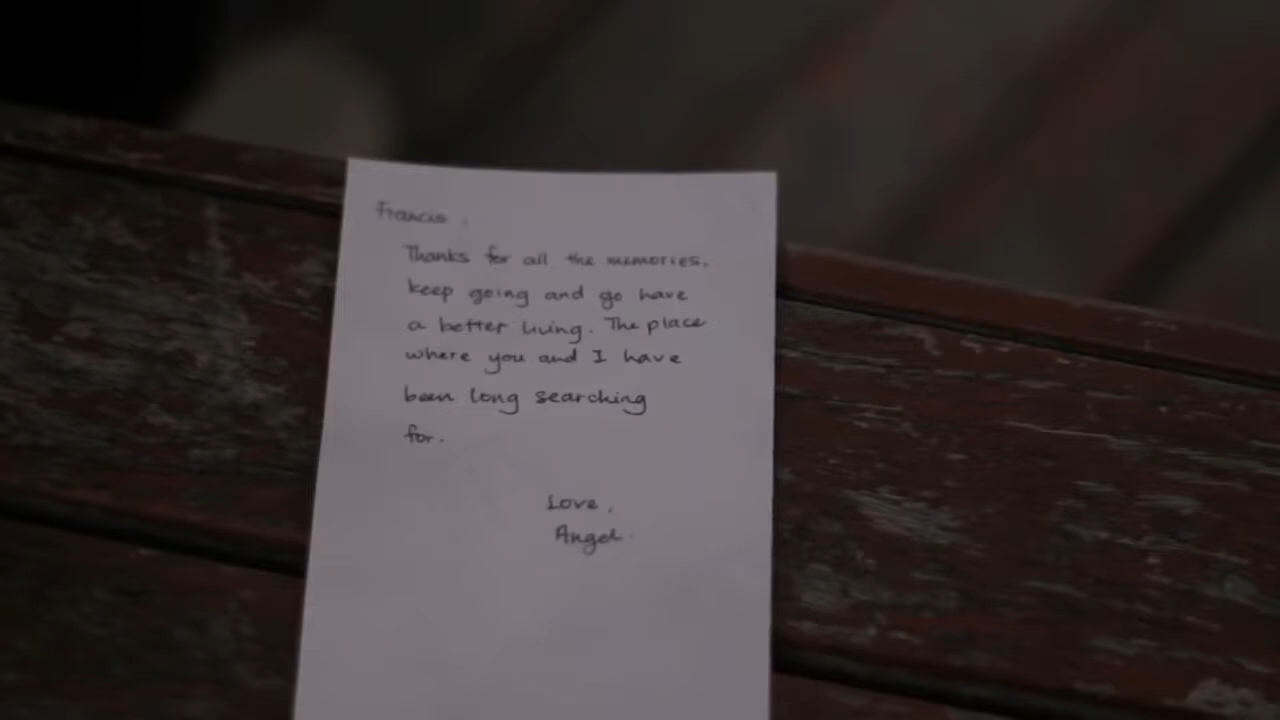 Francis,
Thanks for all the memories.
keep going and go have
a better living. The place
where you and I have
been long searching
for.
Love,
Angel.